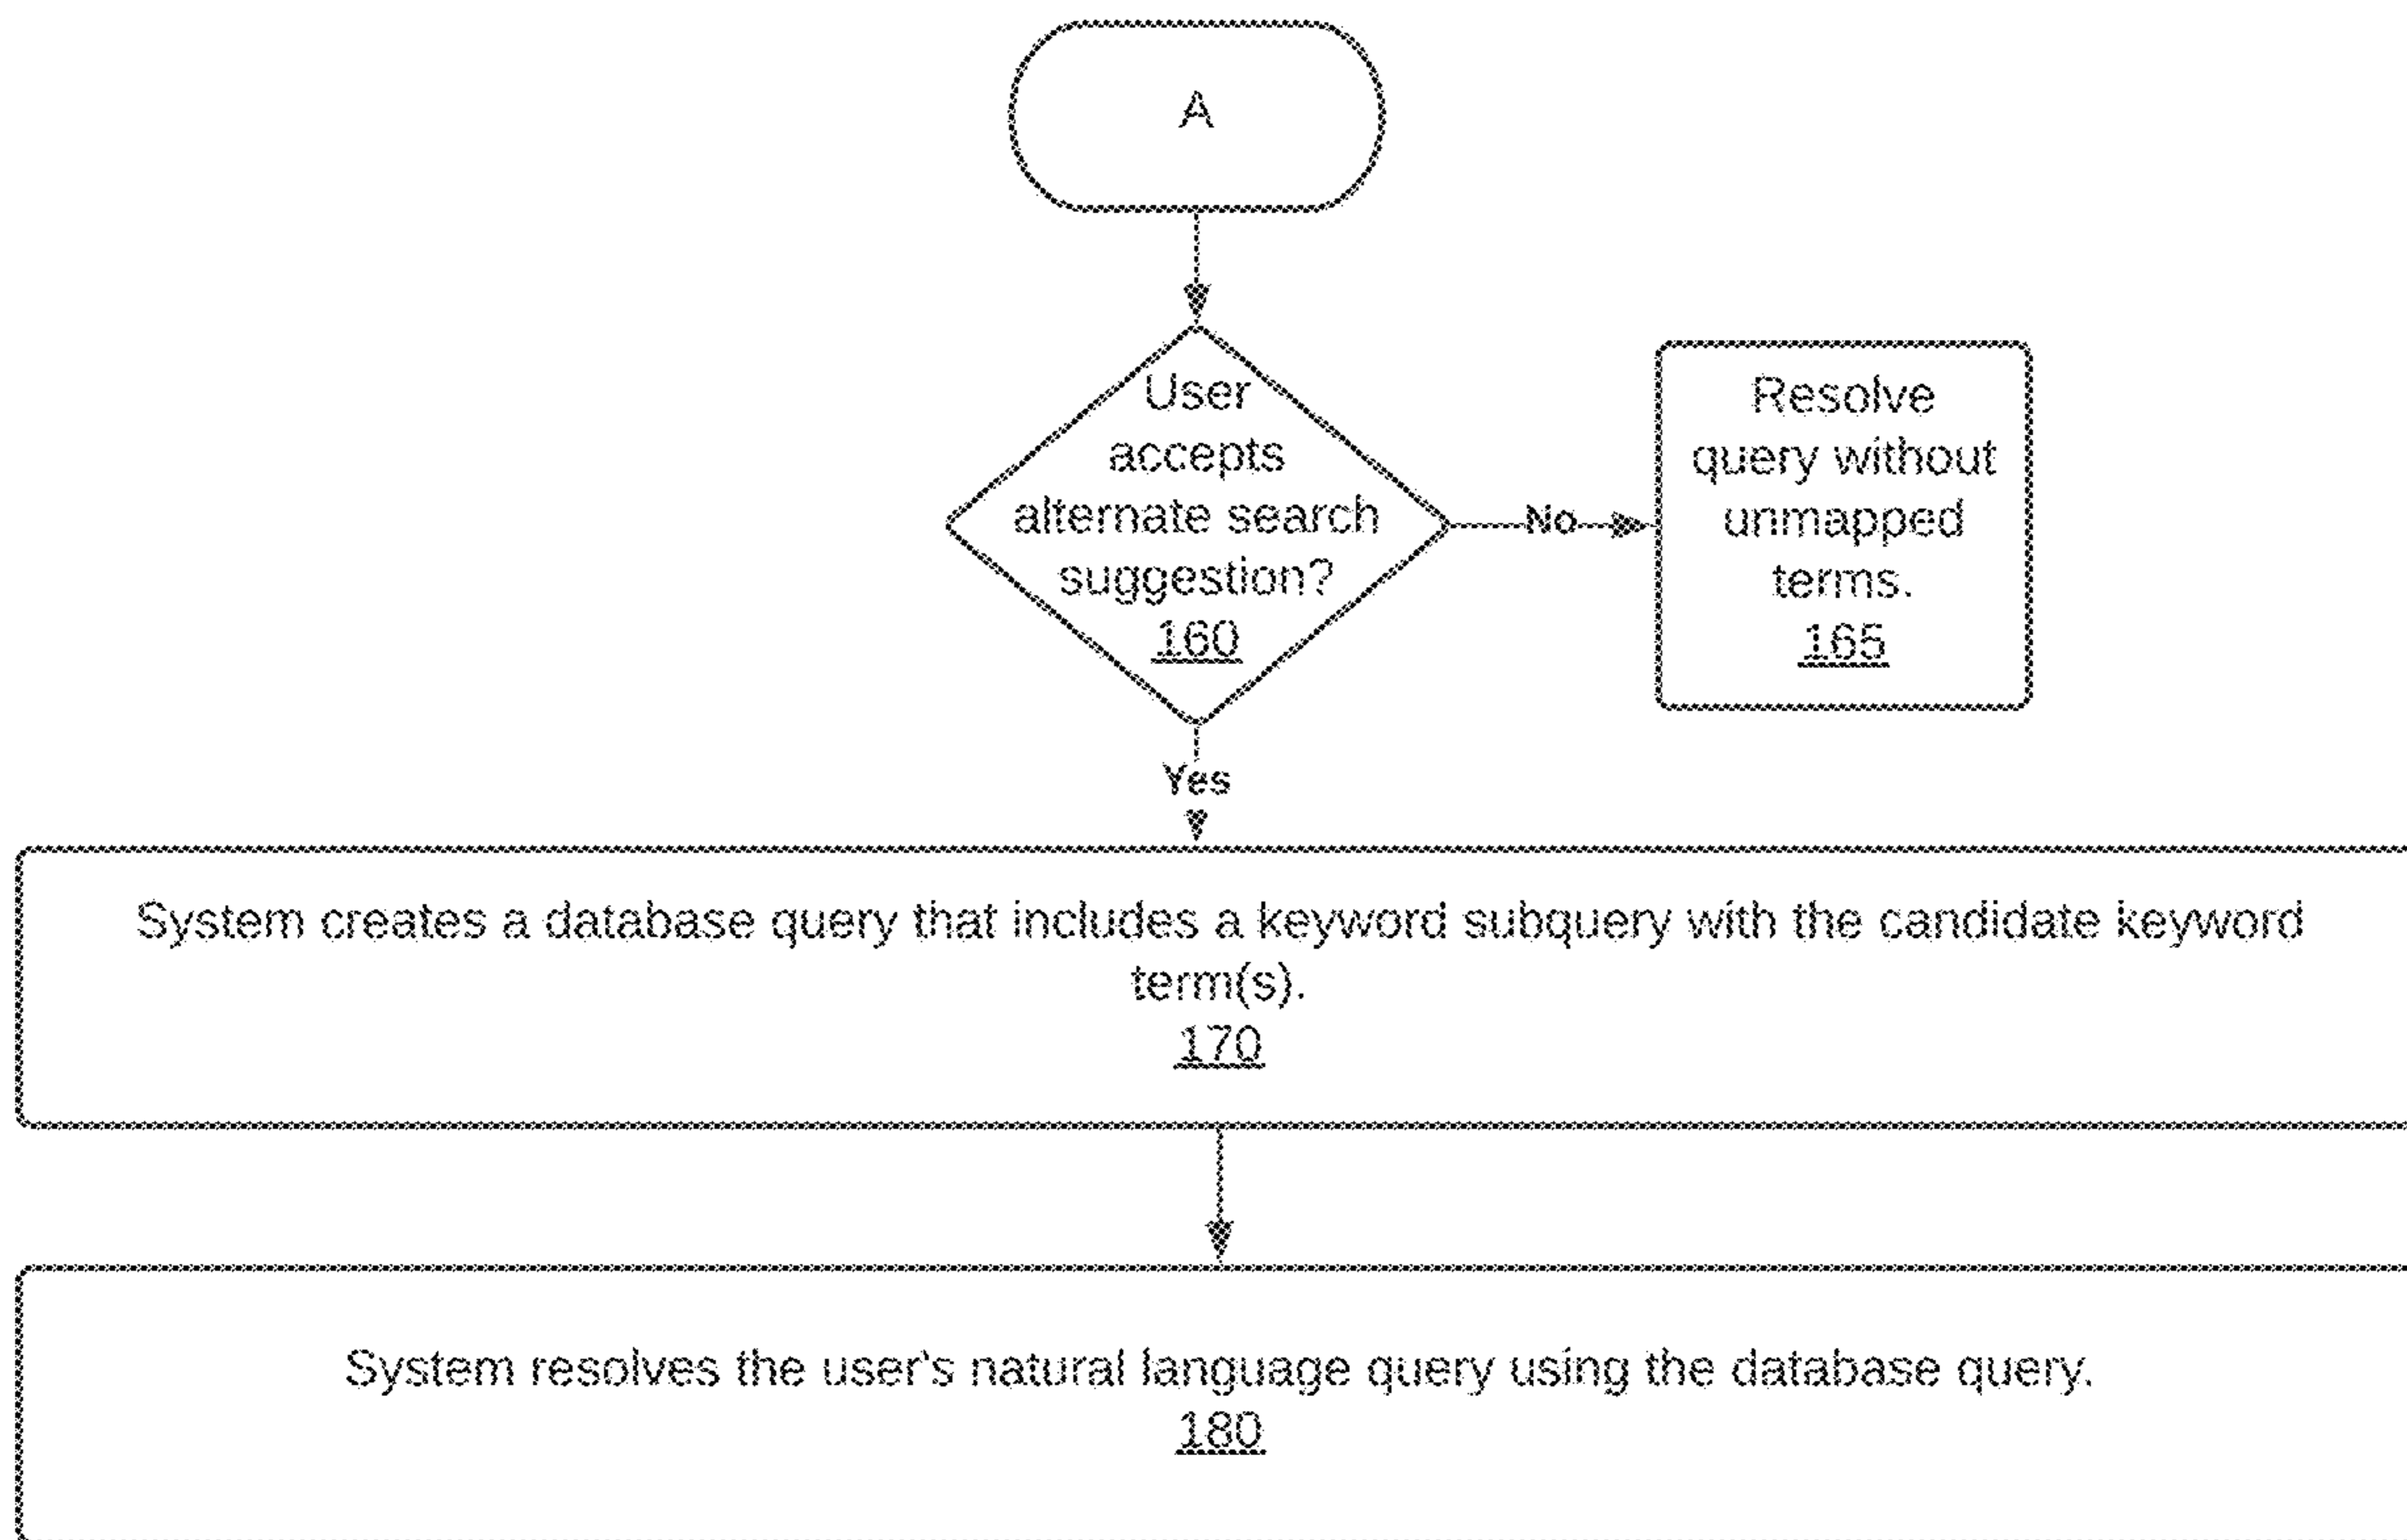 A
User
accepts
alternate search
suggestion?
160
No
Resolve
query without
unmapped
terms.
165
Yes
System creates a database query that includes a keyword subquery with the candidate keyword
term(s).
170
System resolves the user's natural language query using the database query.
180